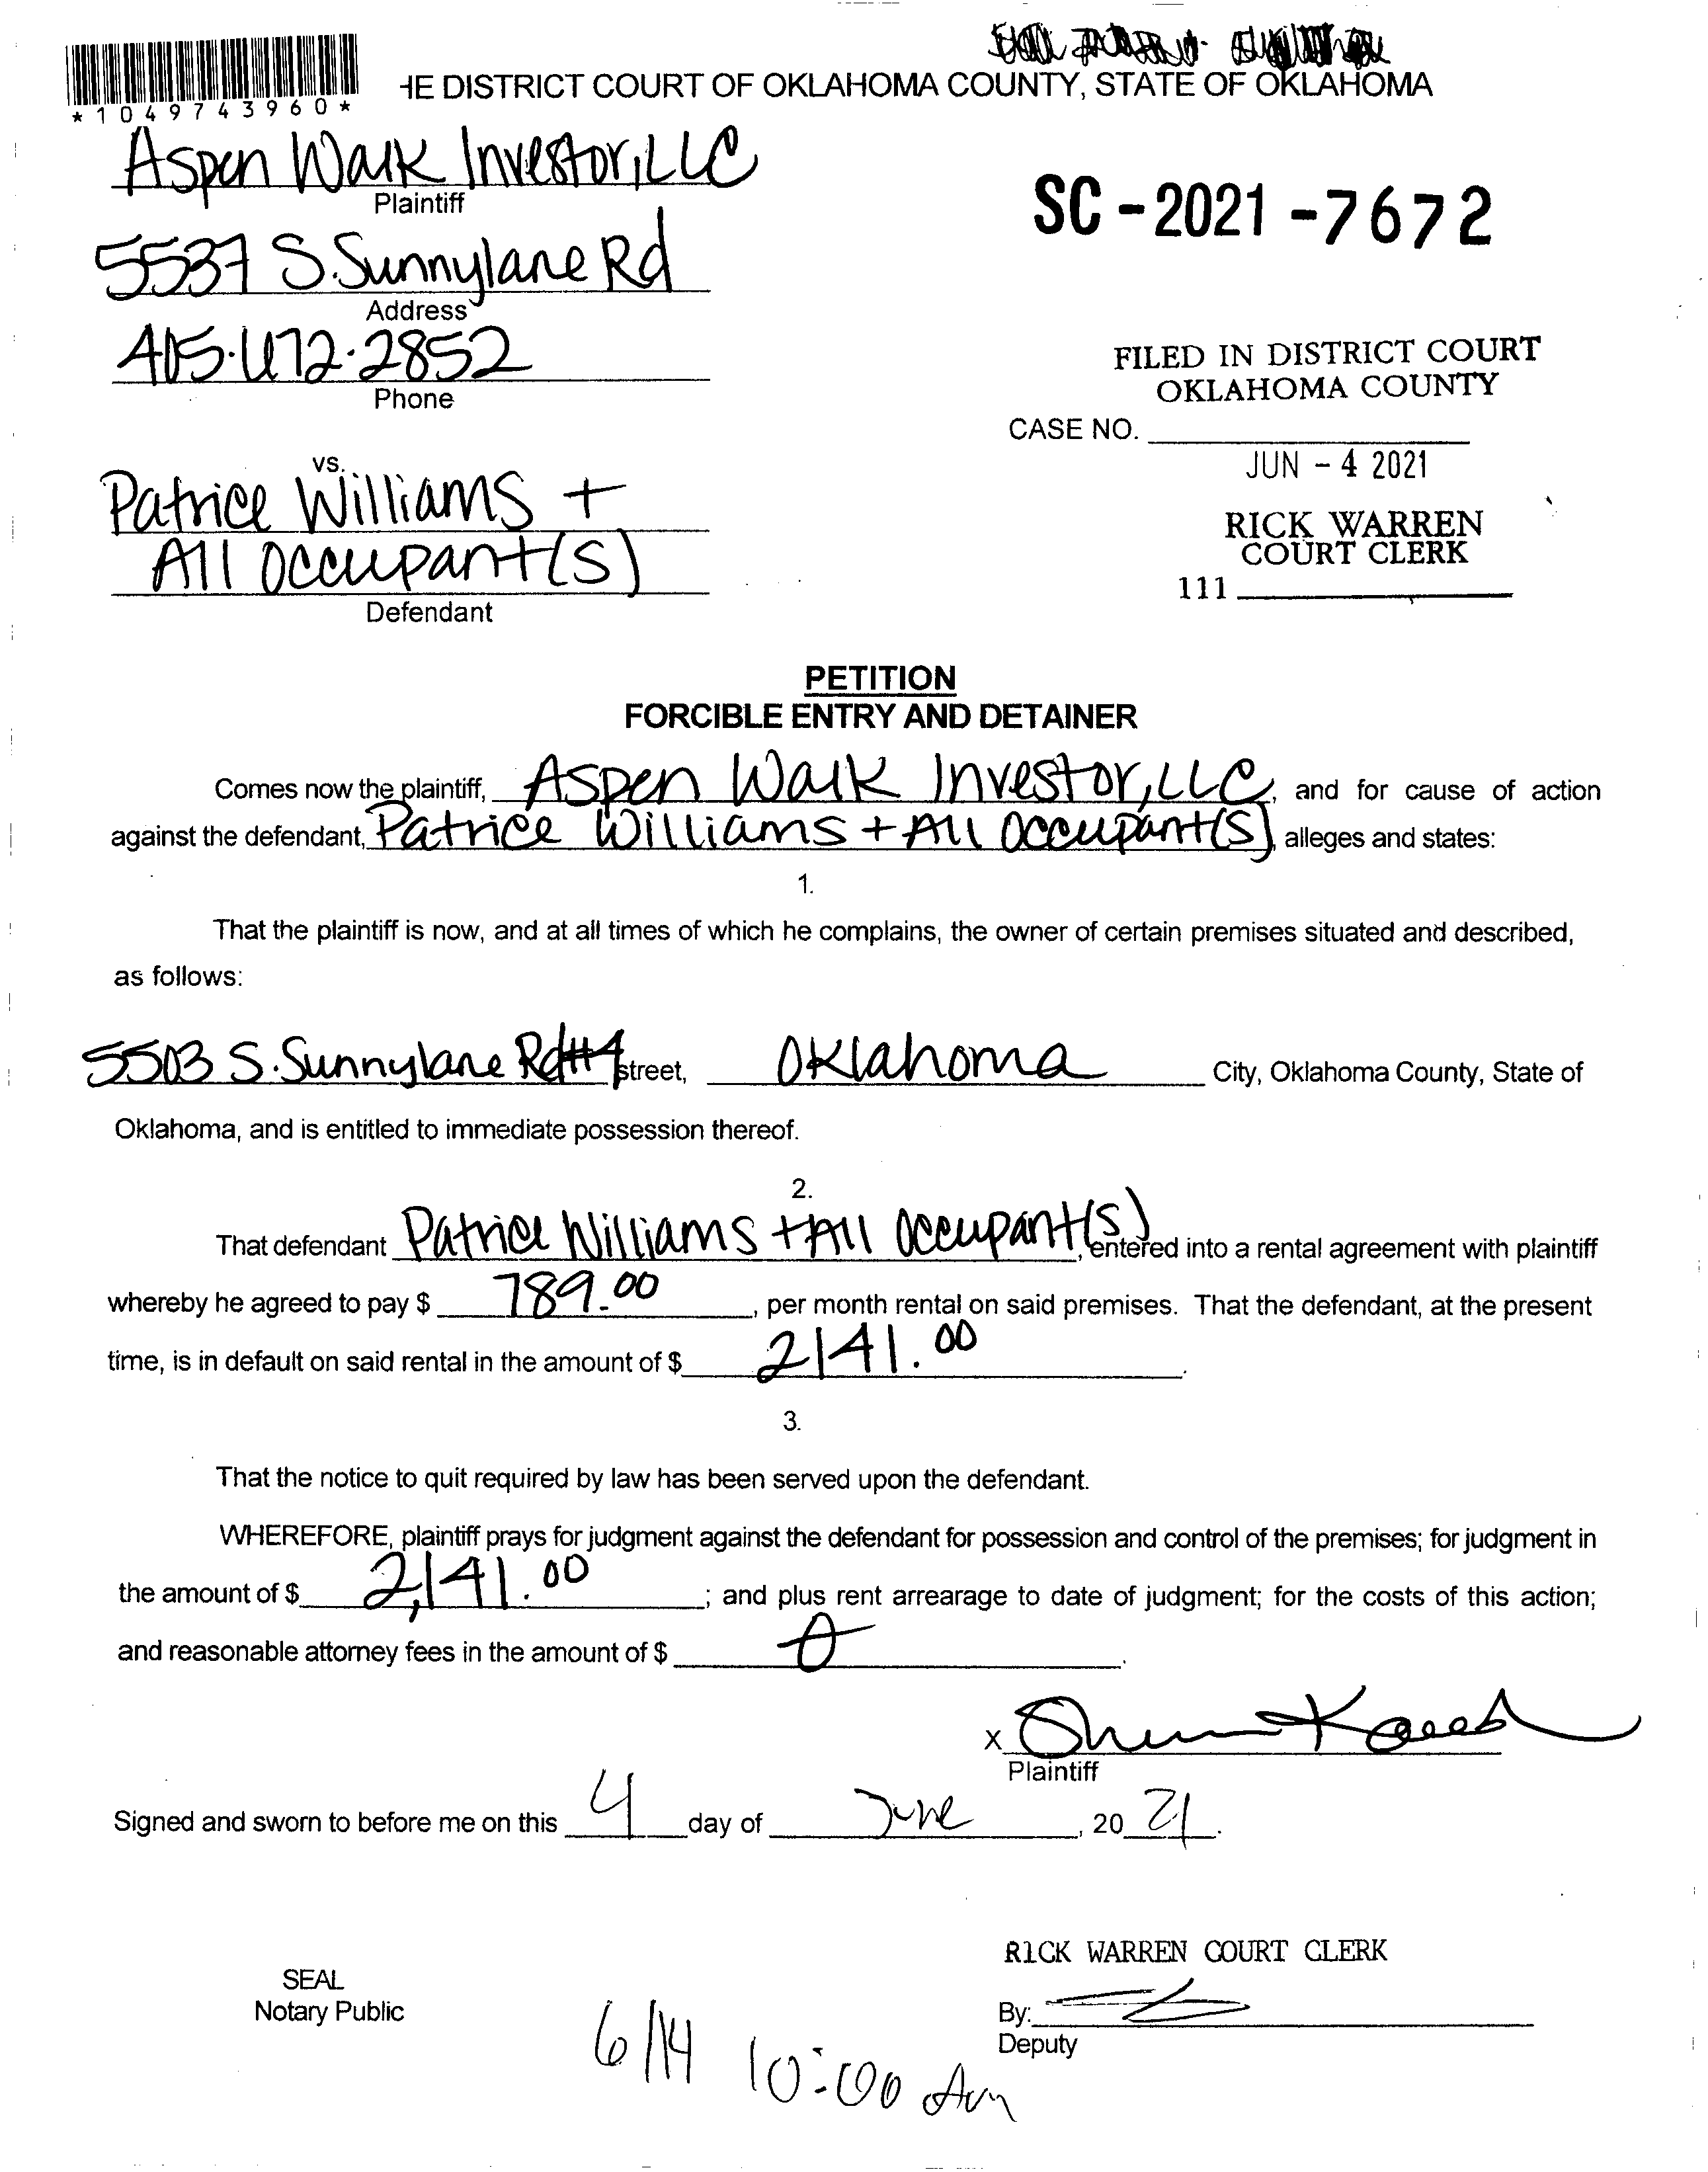 HE DISTRICT COURT OF OKLAHOMA COUNTY, STATE OF OKLAHOMA
*1049743960*
Aspen Walk Investor, LLC
Plaintiff
SC-2021-7672
5537 S. Sunnylane Rd
Address
405·672·2852
Phone
FILED IN DISTRICT COURT
OKLAHOMA COUNTY
CASE NO.
JUN - 4 2021
RICK WARREN
COURT CLERK
111
vs.
Patrice Williams +
All Occupant(s)
Defendant
PETITION
FORCIBLE ENTRY AND DETAINER
Comes now the plaintiff, Aspen Walk Investor, LLC, and for cause of action
against the defendant, Patrice Williams + All Occupant(s), alleges and states:
1.
That the plaintiff is now, and at all times of which he complains, the owner of certain premises situated and described,
as follows:
5503 S. Sunnylane Rd #4 street, Oklahoma City, Oklahoma County, State of
Oklahoma, and is entitled to immediate possession thereof.
2.
That defendant Patrice Williams + All Occupant(s), entered into a rental agreement with plaintiff
whereby he agreed to pay $ 789.00, per month rental on said premises. That the defendant, at the present
time, is in default on said rental in the amount of $ 2141.00.
3.
That the notice to quit required by law has been served upon the defendant.
WHEREFORE, plaintiff prays for judgment against the defendant for possession and control of the premises; for judgment in
the amount of $ 2,141.00; and plus rent arrearage to date of judgment; for the costs of this action;
and reasonable attorney fees in the amount of $ 0.
X
Plaintiff
Signed and sworn to before me on this 4 day of June, 20 21.
RICK WARREN COURT CLERK
SEAL
Notary Public
By:
Deputy
6/14 10:00 Am